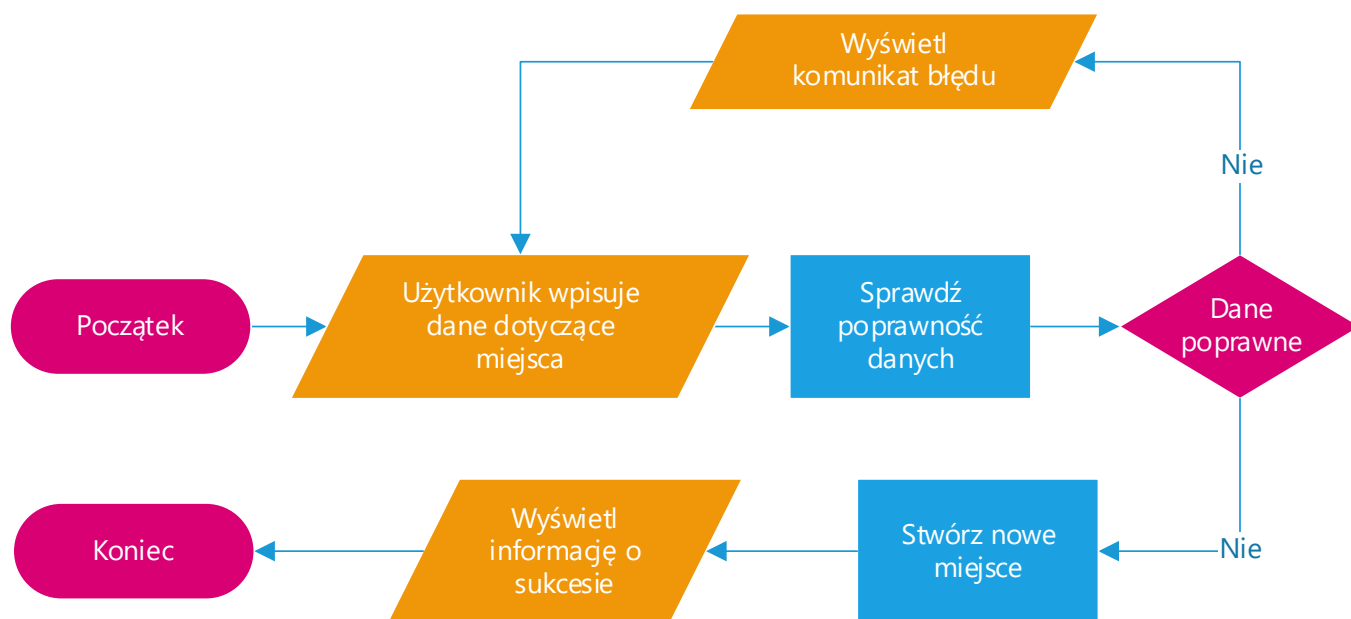 Wyświetl
komunikat błędu
Nie
Początek
Użytkownik wpisuje
dane dotyczące
miejsca
Sprawdź
poprawność
danych
Dane
poprawne
Koniec
Wyświetl
informację o
sukcesie
Stwórz nowe
miejsce
Nie